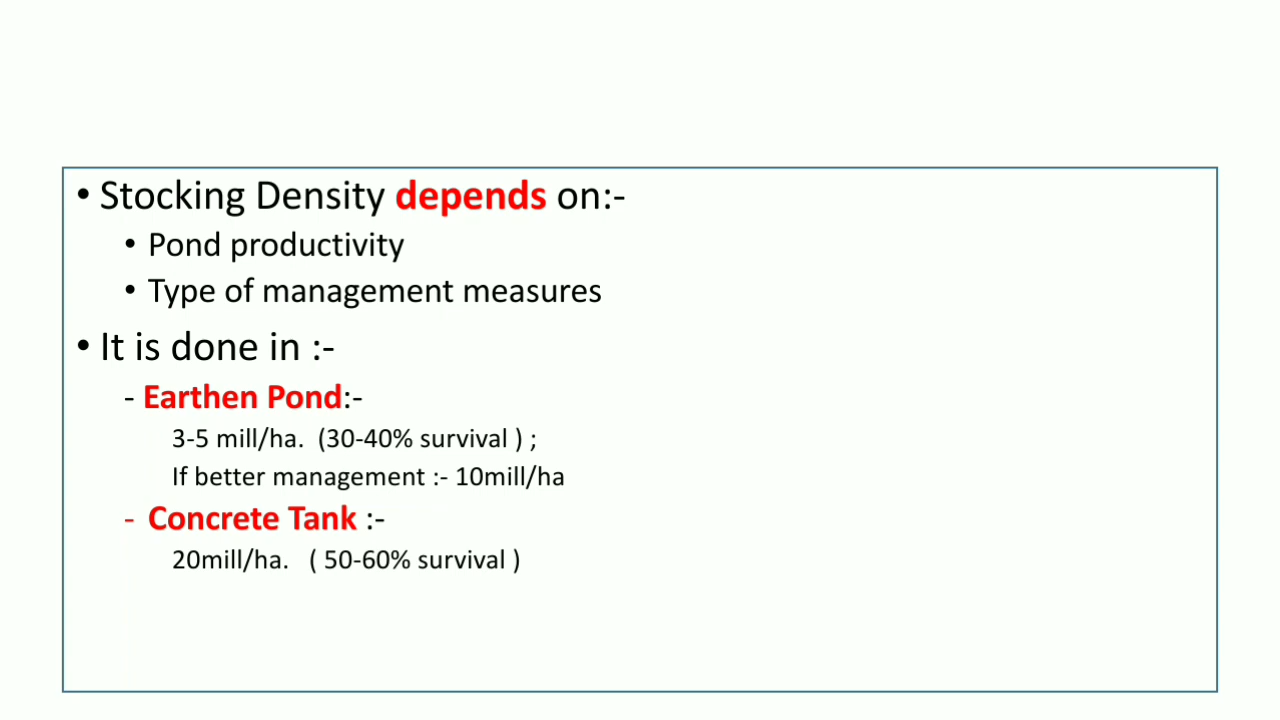 • Stocking Density depends on:-
• Pond productivity
• Type of management measures
• It is done in :-
- Earthen Pond:-
3-5 mill/ha. (30-40% survival ) ;
If better management :- 10mill/ha
- Concrete Tank :-
20mill/ha. ( 50-60% survival )